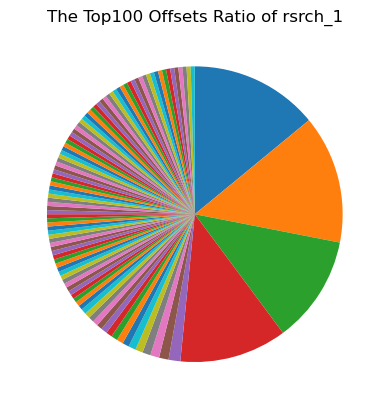 The Top100 Offsets Ratio of rsrch_1